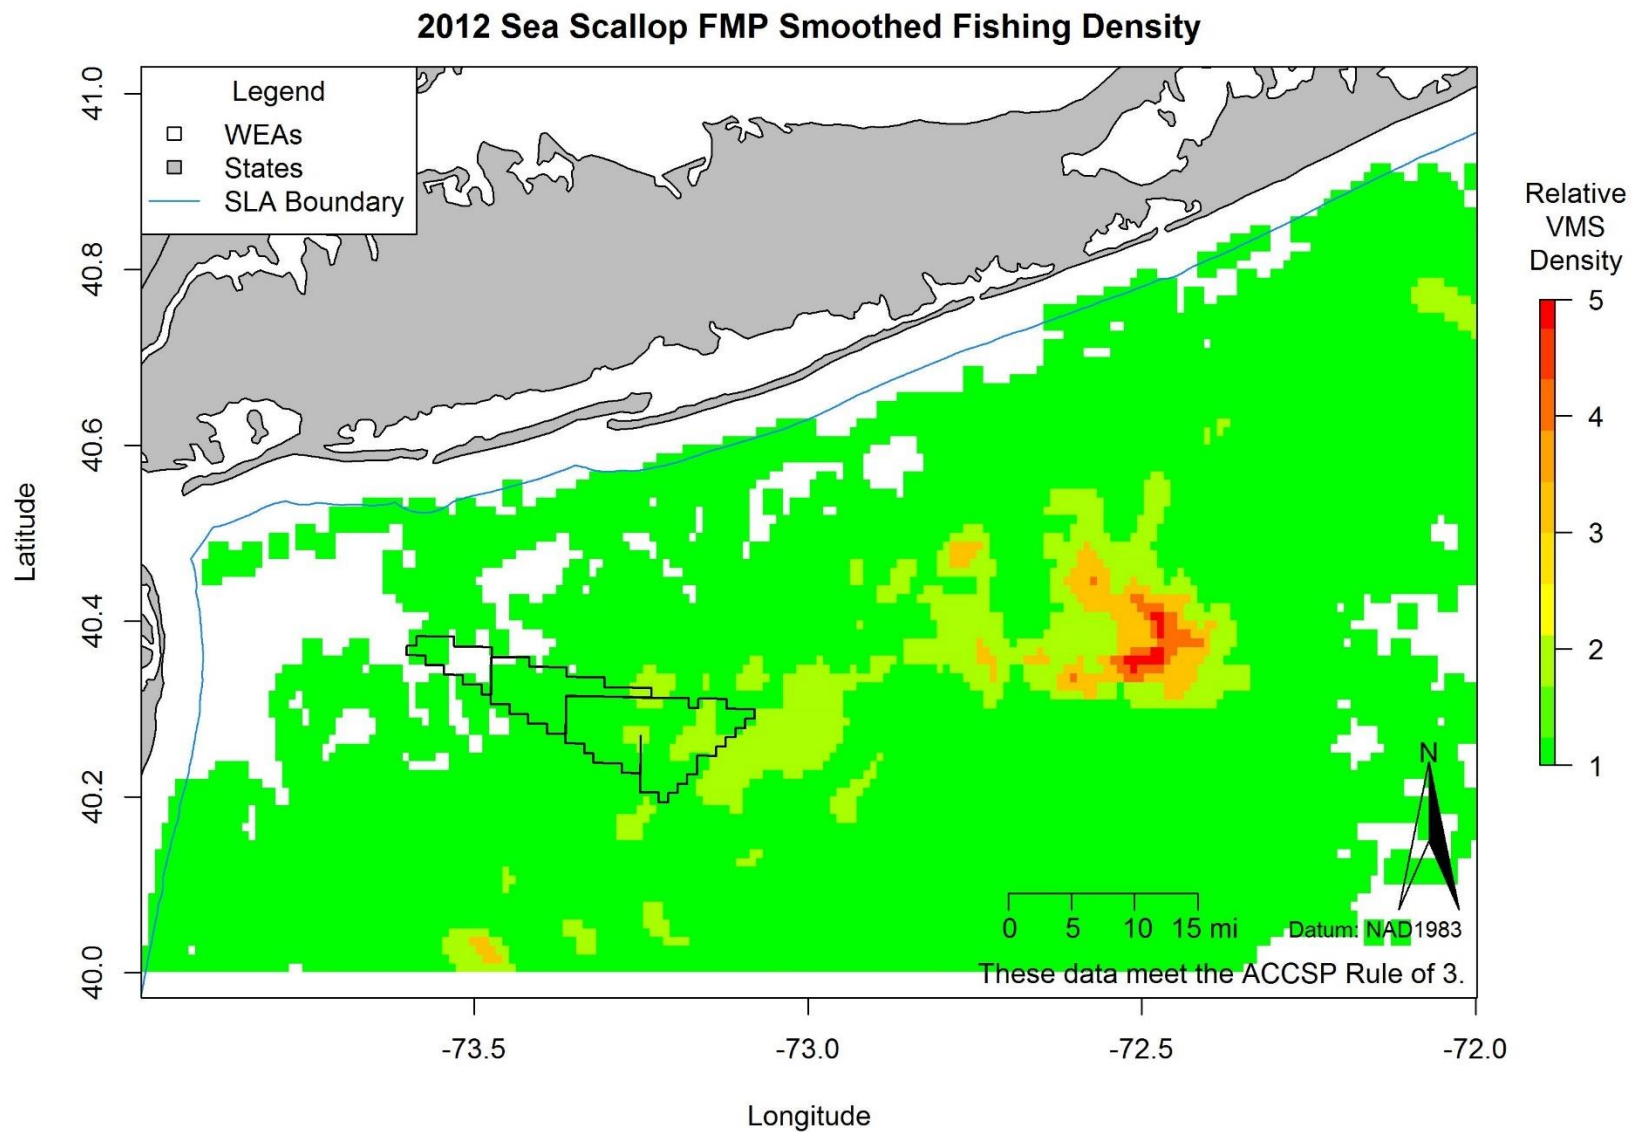 2012 Sea Scallop FMP Smoothed Fishing Density
Legend
WEAs
States
SLA Boundary
Relative
VMS
Density
5
4
3
2
1
Latitude
41.0
40.8
40.6
40.4
40.2
40.0
N
0 5 10 15 mi
Datum: NAD1983
These data meet the ACCSP Rule of 3.
-73.5 -73.0 -72.5 -72.0
Longitude